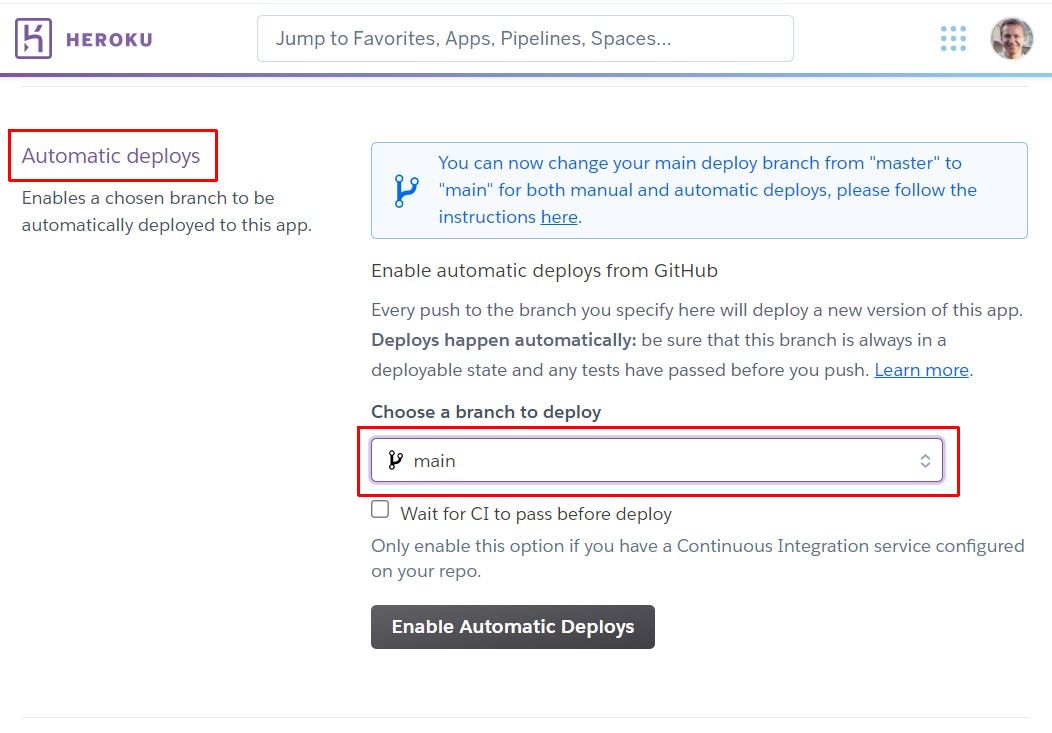 HEROKU
Jump to Favorites, Apps, Pipelines, Spaces...
Automatic deploys
Enables a chosen branch to be
automatically deployed to this app.
You can now change your main deploy branch from "master" to
"main" for both manual and automatic deploys, please follow the
instructions here.
Enable automatic deploys from GitHub
Every push to the branch you specify here will deploy a new version of this app.
Deploys happen automatically: be sure that this branch is always in a
deployable state and any tests have passed before you push. Learn more.
Choose a branch to deploy
main
Wait for CI to pass before deploy
Only enable this option if you have a Continuous Integration service configured
on your repo.
Enable Automatic Deploys